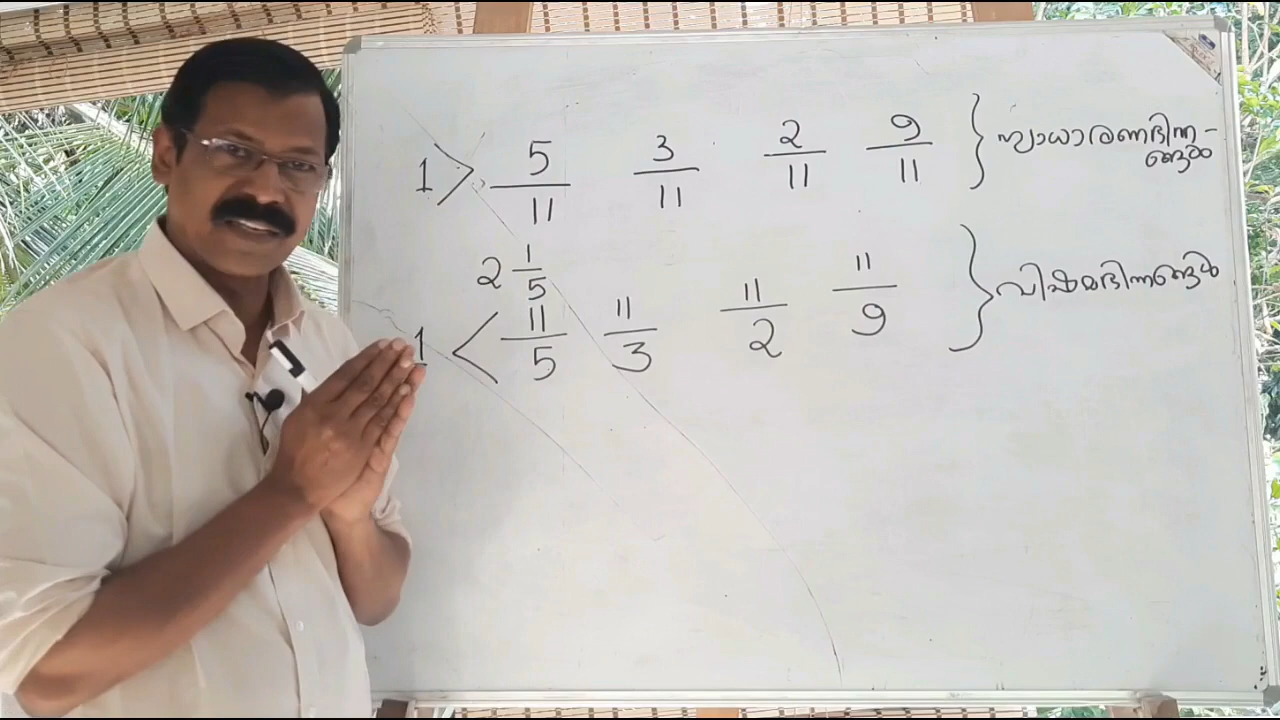 1 > 5/11 3/11 2/11 9/11 } സാധാരണഭിന്ന-
ങ്ങൾ
2 1/5
1 < 11/5 11/3 11/2 11/9 } വിഷമഭിന്നങ്ങൾ